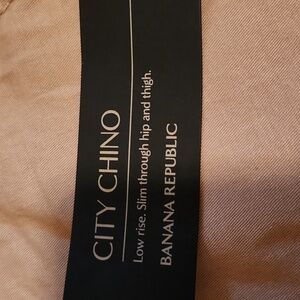 CITY CHINO
Low rise. Slim through hip and thigh.
BANANA REPUBLIC